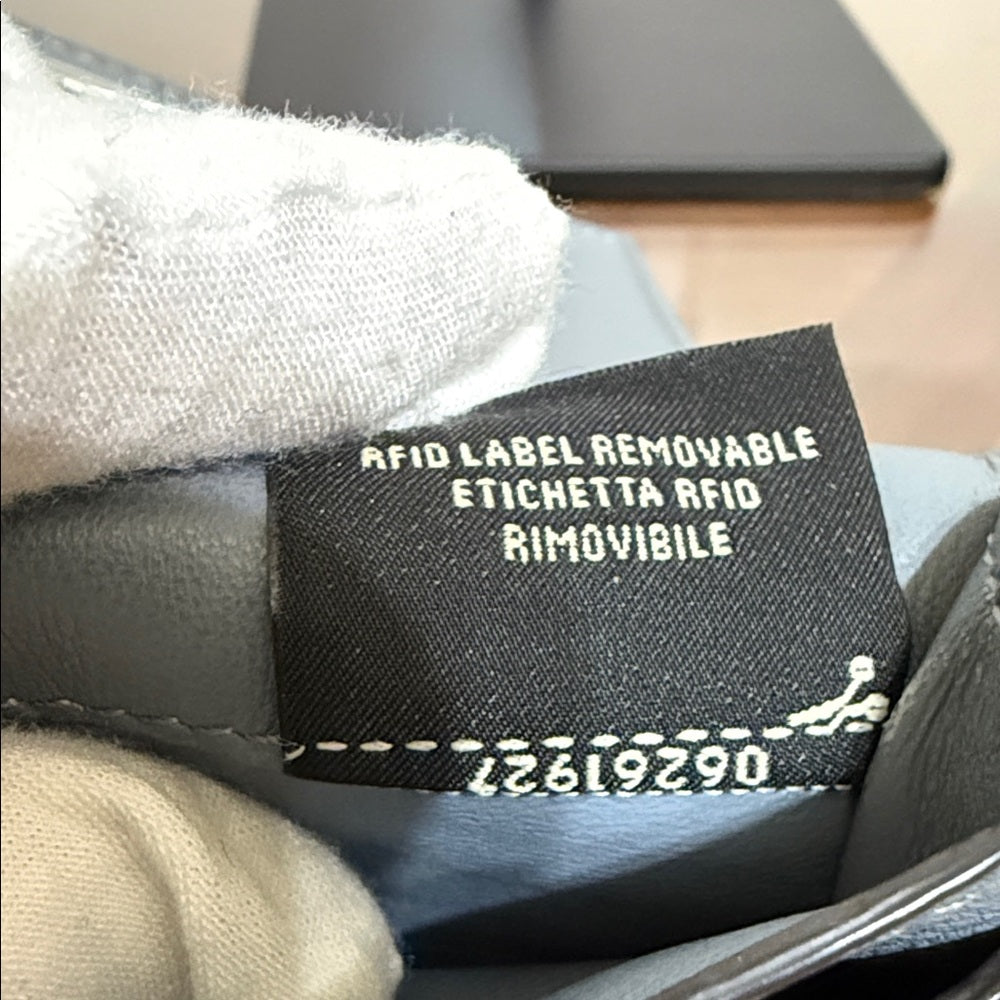 RFID LABEL REMOVABLE
ETICHETTA RFID
RIMOVIBILE
06261927